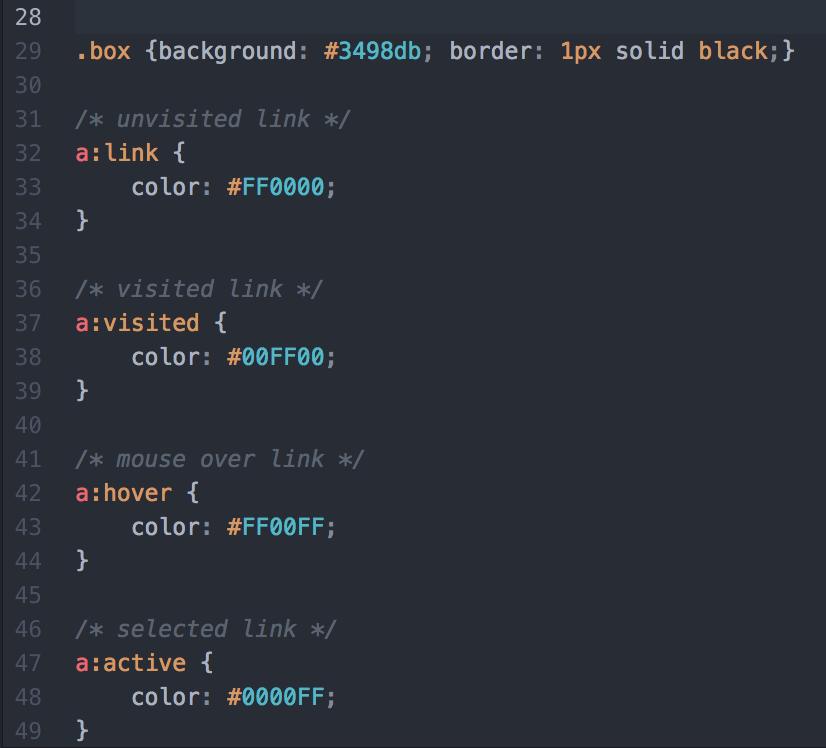 28
29 .box {background: #3498db; border: 1px solid black;}
30
31 /* unvisited link */
32 a:link {
33     color: #FF0000;
34 }
35
36 /* visited link */
37 a:visited {
38     color: #00FF00;
39 }
40
41 /* mouse over link */
42 a:hover {
43     color: #FF00FF;
44 }
45
46 /* selected link */
47 a:active {
48     color: #0000FF;
49 }